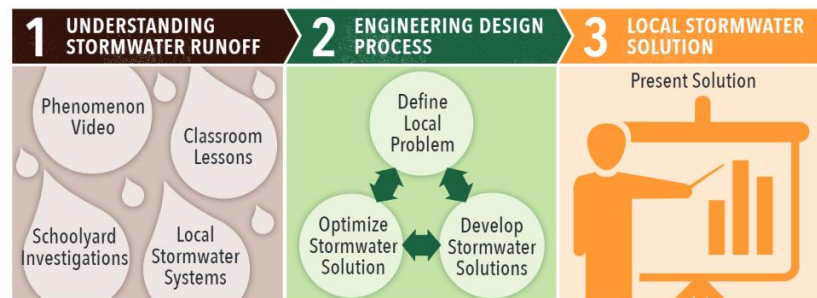 1 UNDERSTANDING
STORMWATER RUNOFF
2 ENGINEERING DESIGN
PROCESS
3 LOCAL STORMWATER
SOLUTION
Phenomenon
Video
Classroom
Lessons
Schoolyard
Investigations
Local
Stormwater
Systems
Define
Local
Problem
Optimize
Stormwater
Solution
Develop
Stormwater
Solutions
Present Solution